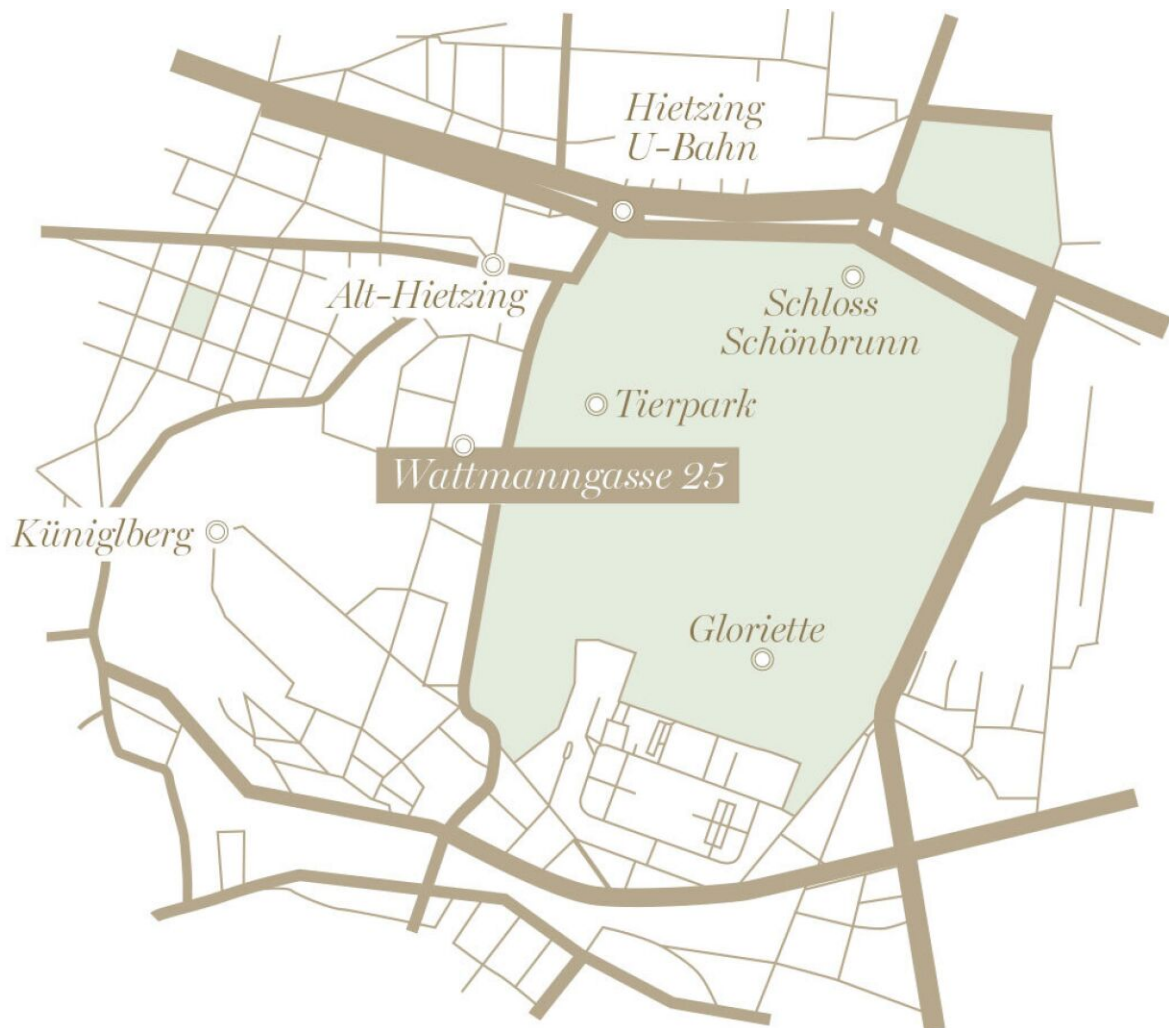 Hietzing
U-Bahn
Alt-Hietzing
Schloss
Schönbrunn
Tierpark
Wattmanngasse 25
Küniglberg
Gloriette